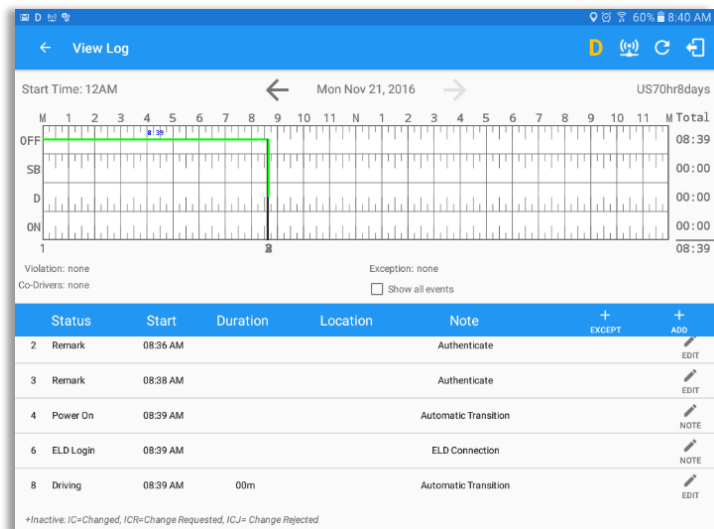 D 60% 8:40 AM
View Log D
Start Time: 12AM Mon Nov 21, 2016 US70hr8days
M 1 2 3 4 5 6 7 8 9 10 11 N 1 2 3 4 5 6 7 8 9 10 11 M Total
8:39
OFF 08:39
SB 00:00
D 00:00
ON 00:00
1 08:39
Violation: none Exception: none
Co-Drivers: none Show all events
Status Start Duration Location Note + EXCEPT + ADD
2 Remark 08:36 AM Authenticate EDIT
3 Remark 08:38 AM Authenticate EDIT
4 Power On 08:39 AM Automatic Transition NOTE
6 ELD Login 08:39 AM ELD Connection NOTE
8 Driving 08:39 AM 00m Automatic Transition EDIT
+Inactive: IC=Changed, ICR=Change Requested, ICJ= Change Rejected